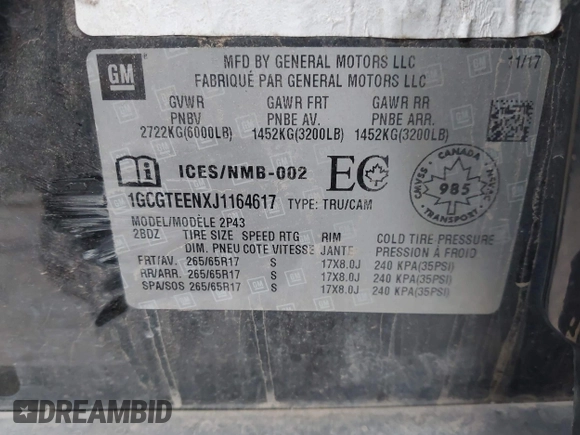 GM
MFD BY GENERAL MOTORS LLC
FABRIQUÉ PAR GENERAL MOTORS LLC
11/17
GVWR GAWR FRT GAWR RR
PNBV PNBE AV. PNBE ARR.
2722KG(6000LB) 1452KG(3200LB) 1452KG(3200LB)
ICES/NMB-002 EC
CANADA
CMVSS NSVAC
985
TRANSPORT
1GCGTEENXJ1164617 TYPE: TRU/CAM
MODEL/MODÈLE 2P43
2BDZ TIRE SIZE SPEED RTG RIM COLD TIRE PRESSURE
DIM. PNEU COTE VITESSE JANTE PRESSION À FROID
FRT/AV. 265/65R17 S 17X8.0J 240 KPA(35PSI)
RR/ARR. 265/65R17 S 17X8.0J 240 KPA(35PSI)
SPA/SOS 265/65R17 S 17X8.0J 240 KPA(35PSI)
DREAMBID